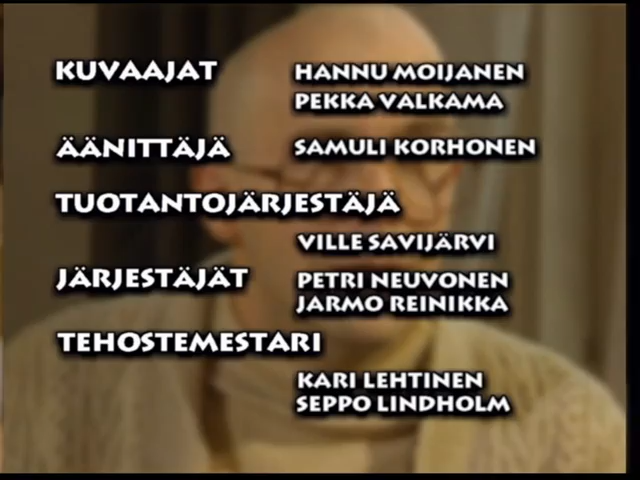 KUVAAJAT HANNU MOIJANEN
PEKKA VALKAMA
ÄÄNITTÄJÄ SAMULI KORHONEN
TUOTANTOJÄRJESTÄJÄ
VILLE SAVIJÄRVI
JÄRJESTÄJÄT PETRI NEUVONEN
JARMO REINIKKA
TEHOSTEMESTARI
KARI LEHTINEN
SEPPO LINDHOLM